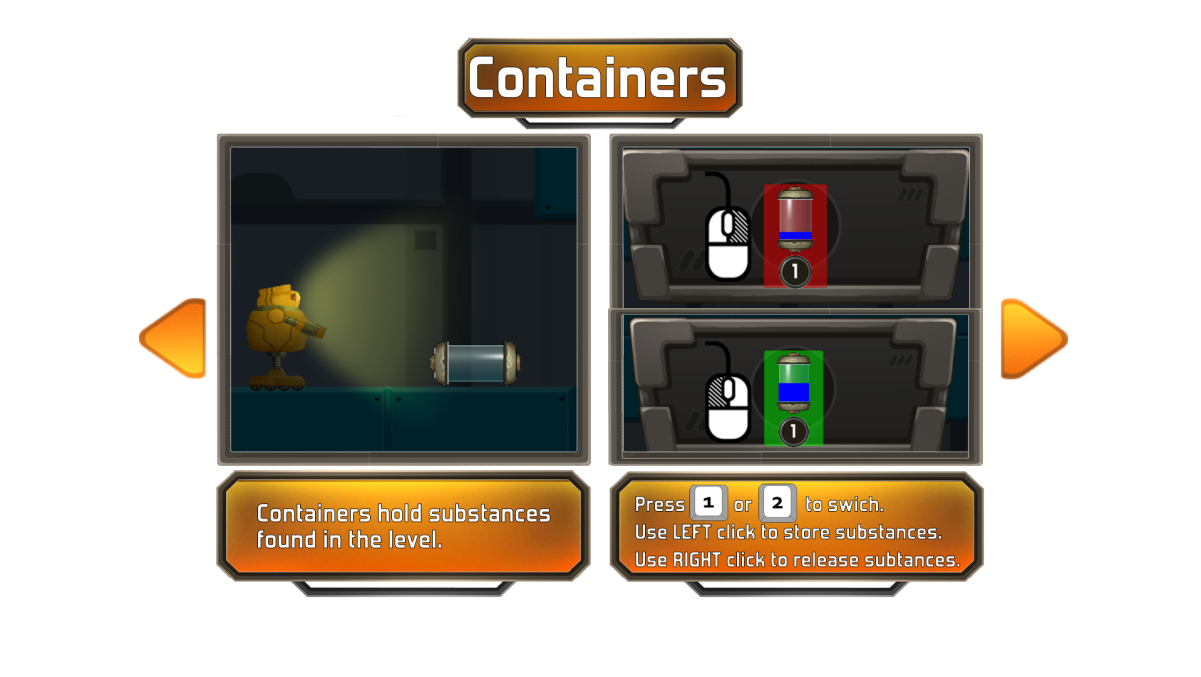 Containers
1
1
Containers hold substances
found in the level.
Press 1 or 2 to swich.
Use LEFT click to store substances.
Use RIGHT click to release subtances.